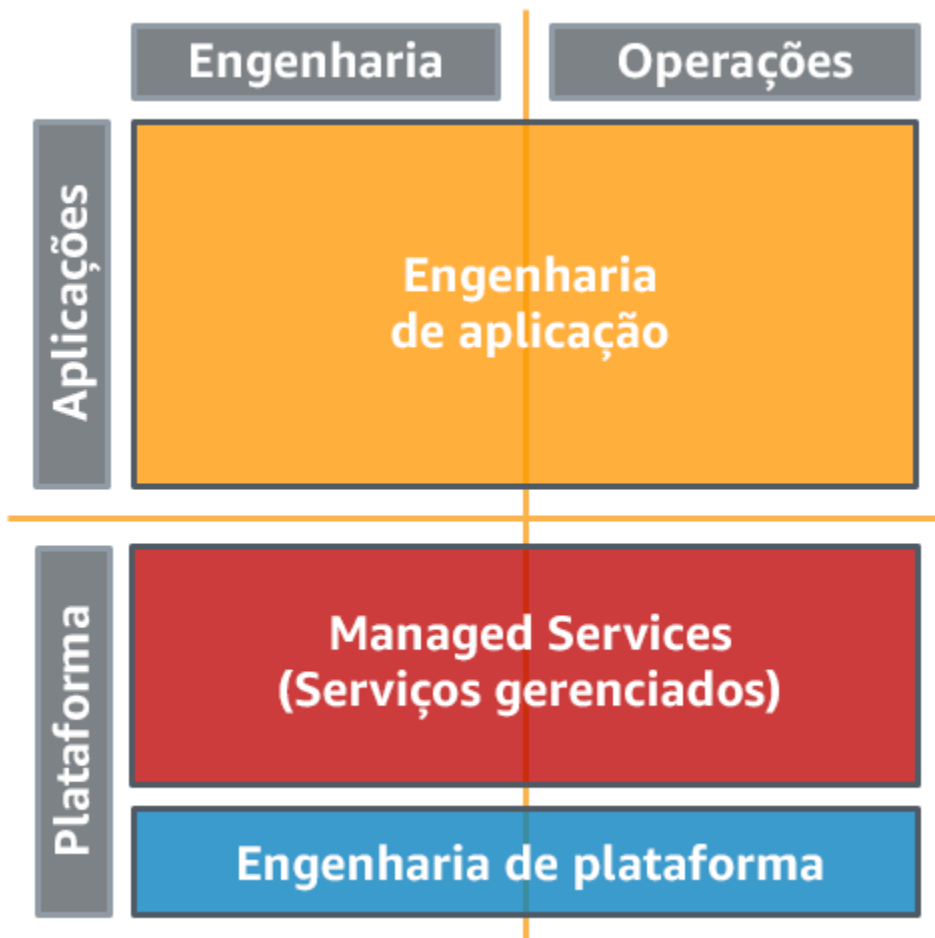 Engenharia
Operações
Aplicações
Engenharia
de aplicação
Plataforma
Managed Services
(Serviços gerenciados)
Engenharia de plataforma